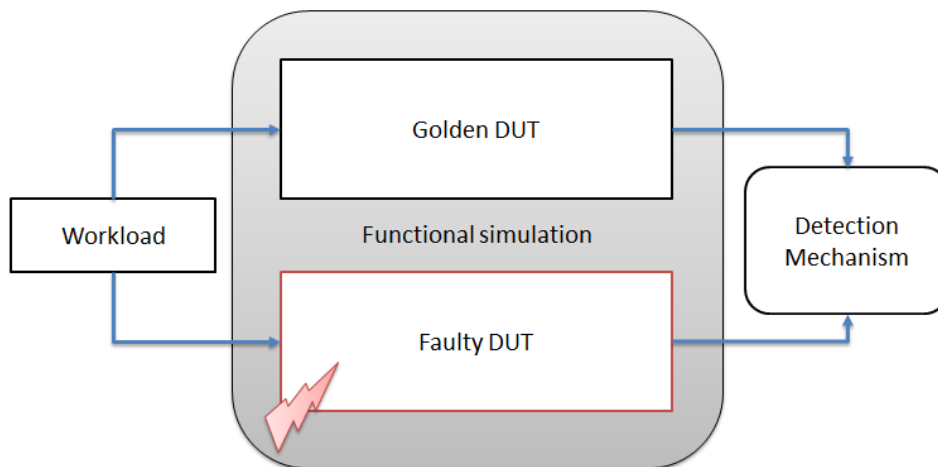 Golden DUT
Workload
Functional simulation
Detection
Mechanism
Faulty DUT